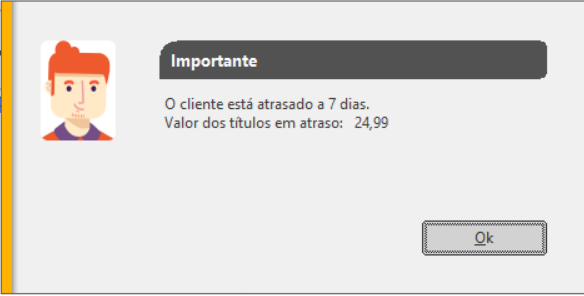 Importante
O cliente está atrasado a 7 dias.
Valor dos títulos em atraso: 24,99
Ok